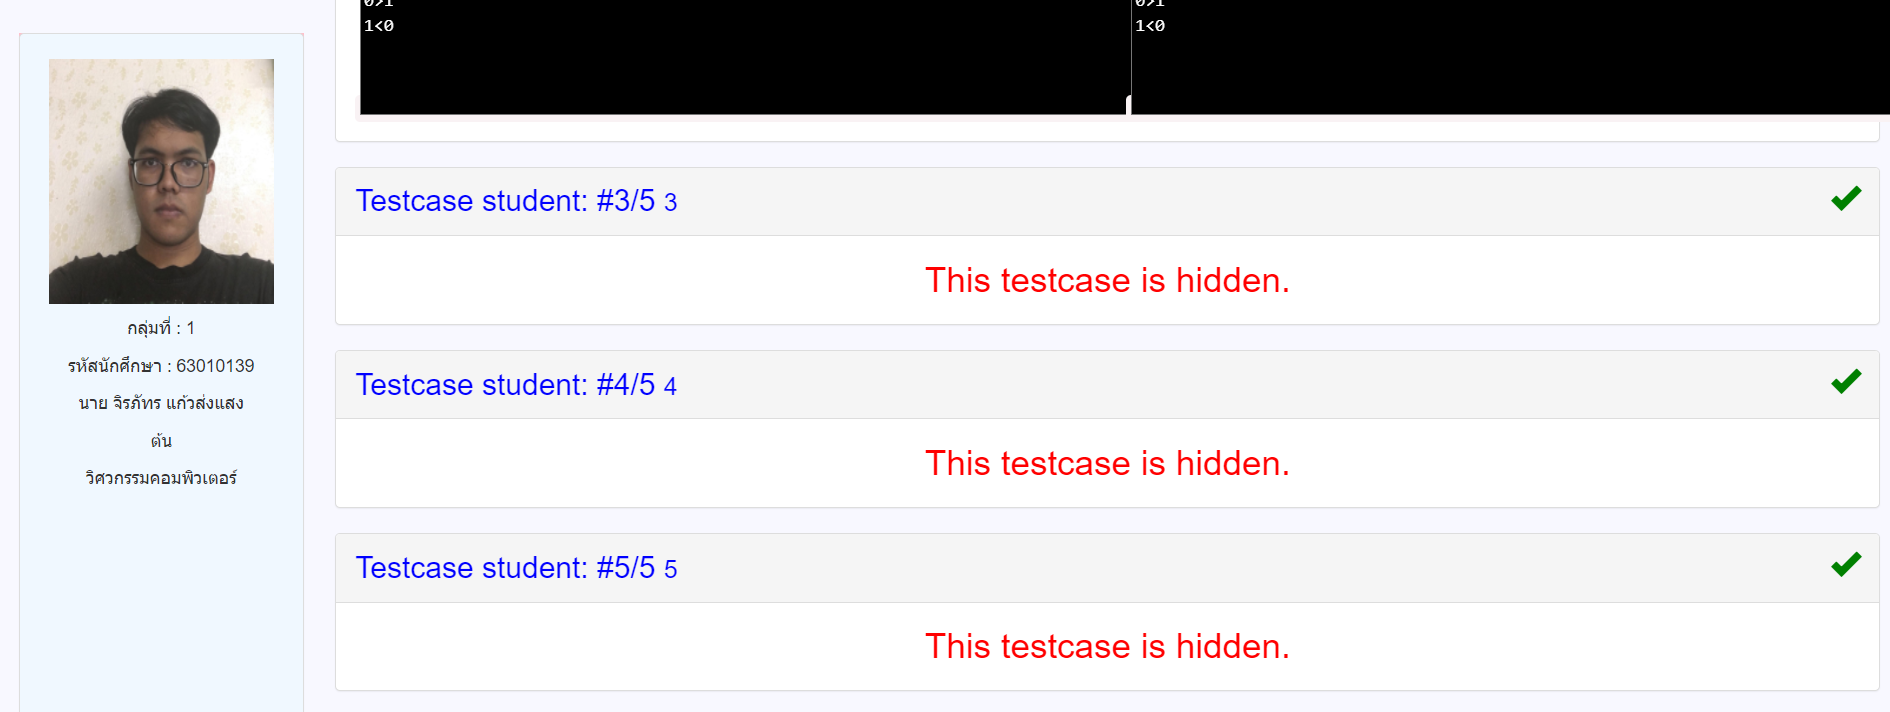 0>1
0>1
1<0
1<0
กลุ่มที่ : 1
รหัสนักศึกษา : 63010139
นาย จิรภัทร แก้วส่งแสง
ต้น
วิศวกรรมคอมพิวเตอร์
Testcase student: #3/5 3
This testcase is hidden.
Testcase student: #4/5 4
This testcase is hidden.
Testcase student: #5/5 5
This testcase is hidden.